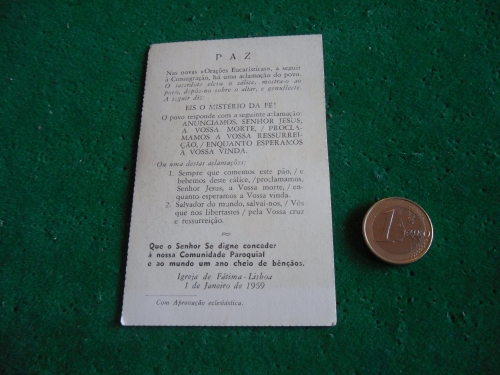 PAZ
Nas novas «Orações Eucarísticas», a seguir
à Consagração, há uma aclamação do povo.
O sacerdote eleva o cálice, mostra-o ao
povo, depõe-no sobre o altar, e genuflecte.
A seguir diz:
EIS O MISTÉRIO DA FÉ!
O povo responde com a seguinte aclamação:
ANUNCIAMOS, SENHOR JESUS,
A VOSSA MORTE, / PROCLA-
MAMOS A VOSSA RESSURREI-
ÇÃO, / ENQUANTO ESPERAMOS
A VOSSA VINDA.
Ou uma destas aclamações:
1. Sempre que comemos este pão, / e
bebemos deste cálice, /proclamamos,
Senhor Jesus, a Vossa morte, / en-
quanto esperamos a Vossa vinda.
2. Salvador do mundo, salvai-nos, / Vós
que nos libertastes / pela Vossa cruz
e ressurreição.
Que o Senhor Se digne conceder
à nossa Comunidade Paroquial
e ao mundo um ano cheio de bênçãos.
Igreja de Fátima-Lisboa
1 de Janeiro de 1969
Com Aprovação eclesiástica.
1 EURO